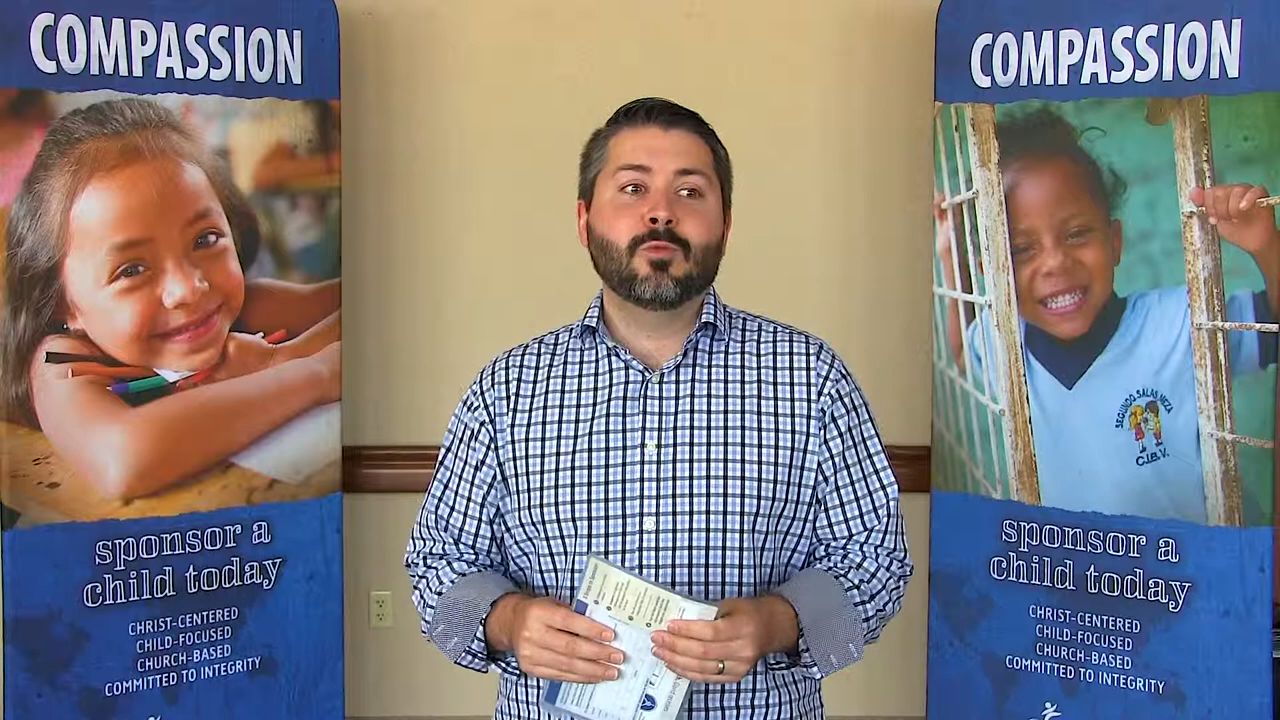 COMPASSION
sponsor a
child today
CHRIST-CENTERED
CHILD-FOCUSED
CHURCH-BASED
COMMITTED TO INTEGRITY
COMPASSION
SEGUNDO SALAS MEZA
C.I.B.V.
sponsor a
child today
CHRIST-CENTERED
CHILD-FOCUSED
CHURCH-BASED
COMMITTED TO INTEGRITY